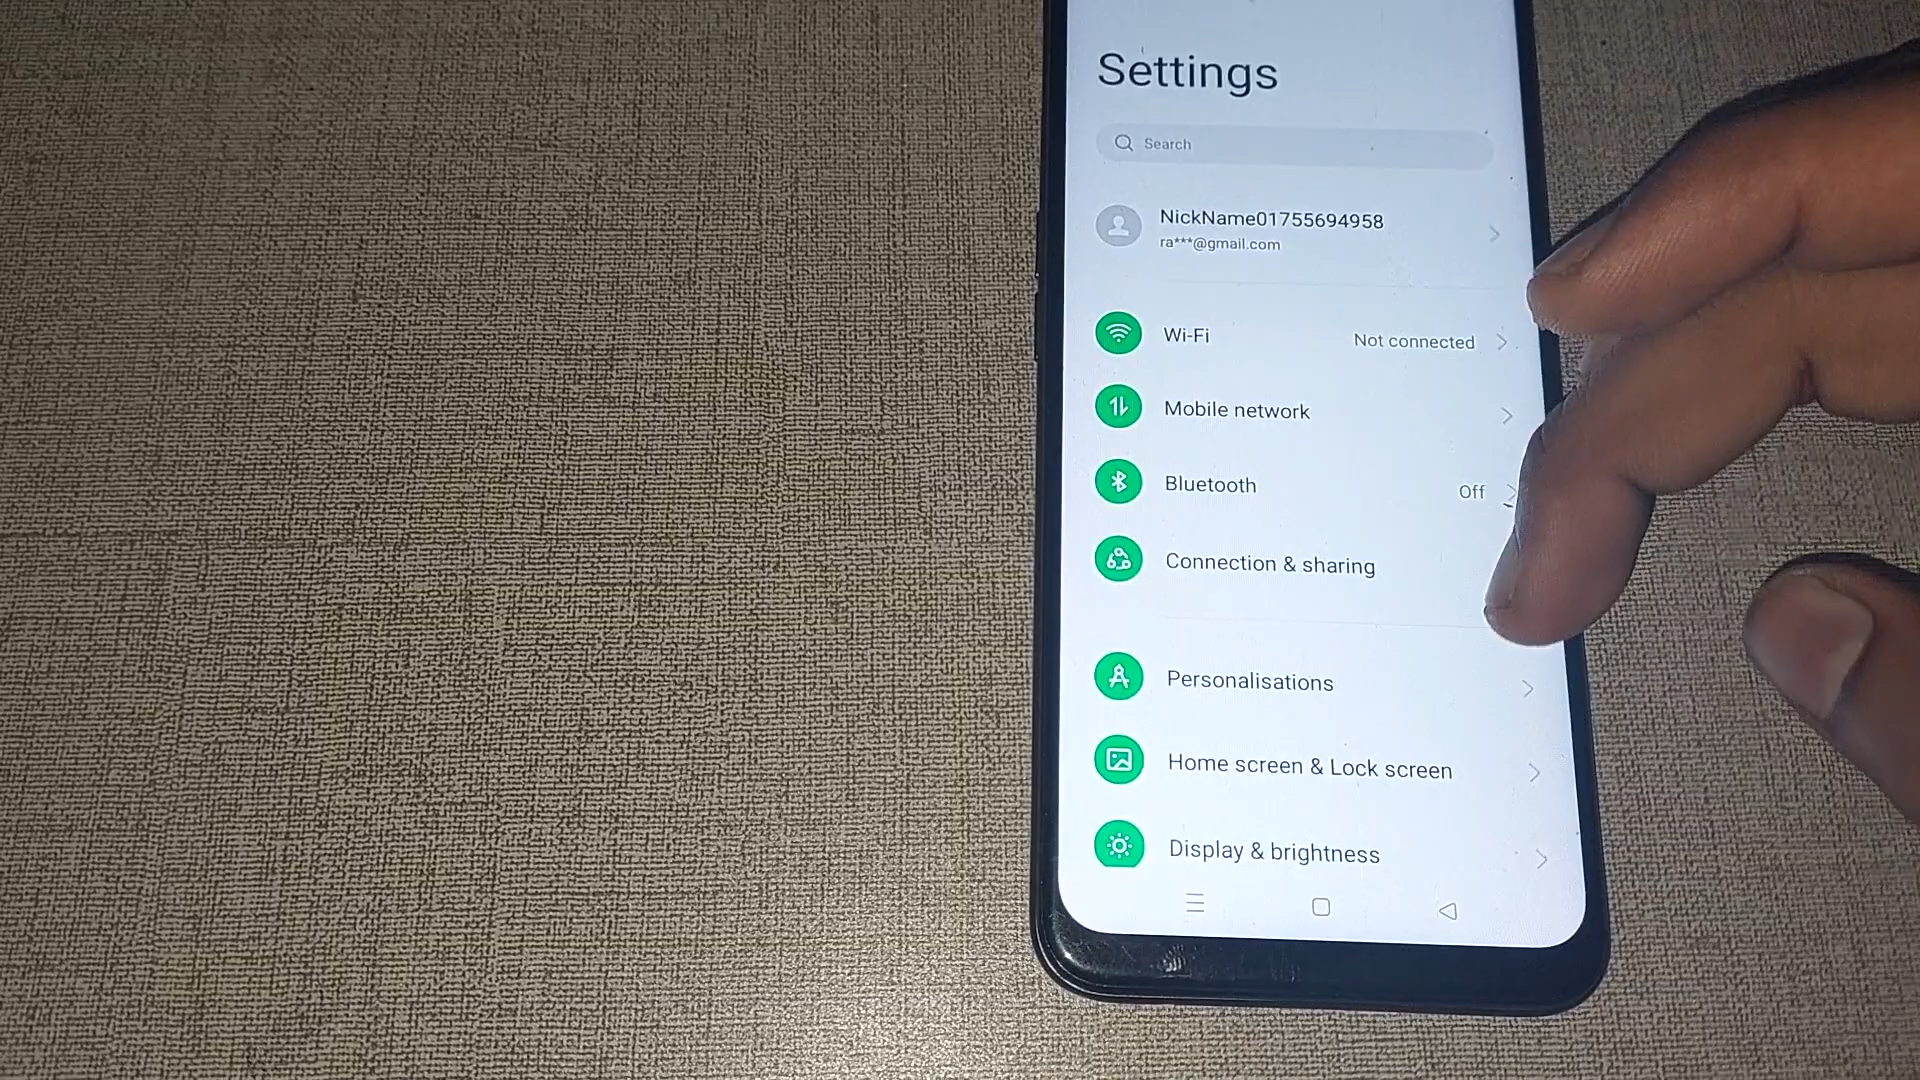 Settings
Search
NickName01755694958
ra***@gmail.com
Wi-Fi Not connected
Mobile network
Bluetooth Off
Connection & sharing
Personalisations
Home screen & Lock screen
Display & brightness